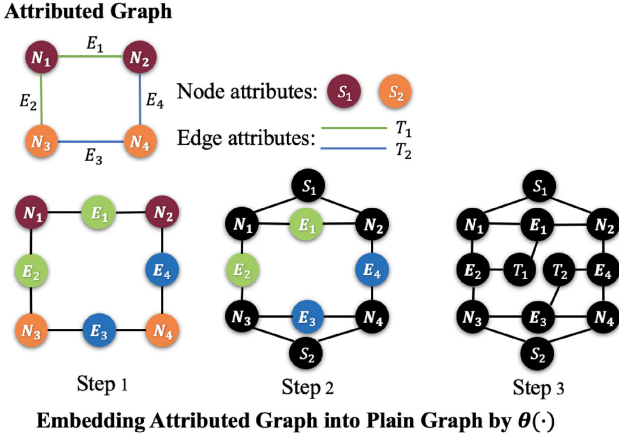 Attributed Graph
N₁ E₁ N₂
E₂ E₄
N₃ E₃ N₄
Node attributes: S₁ S₂
Edge attributes: T₁
T₂
N₁ E₁ N₂
E₂ E₄
N₃ E₃ N₄
Step 1
S₁
N₁ E₁ N₂
E₂ E₄
N₃ E₃ N₄
S₂
Step 2
S₁
N₁ E₁ N₂
E₂ T₁ T₂ E₄
N₃ E₃ N₄
S₂
Step 3
Embedding Attributed Graph into Plain Graph by θ(·)